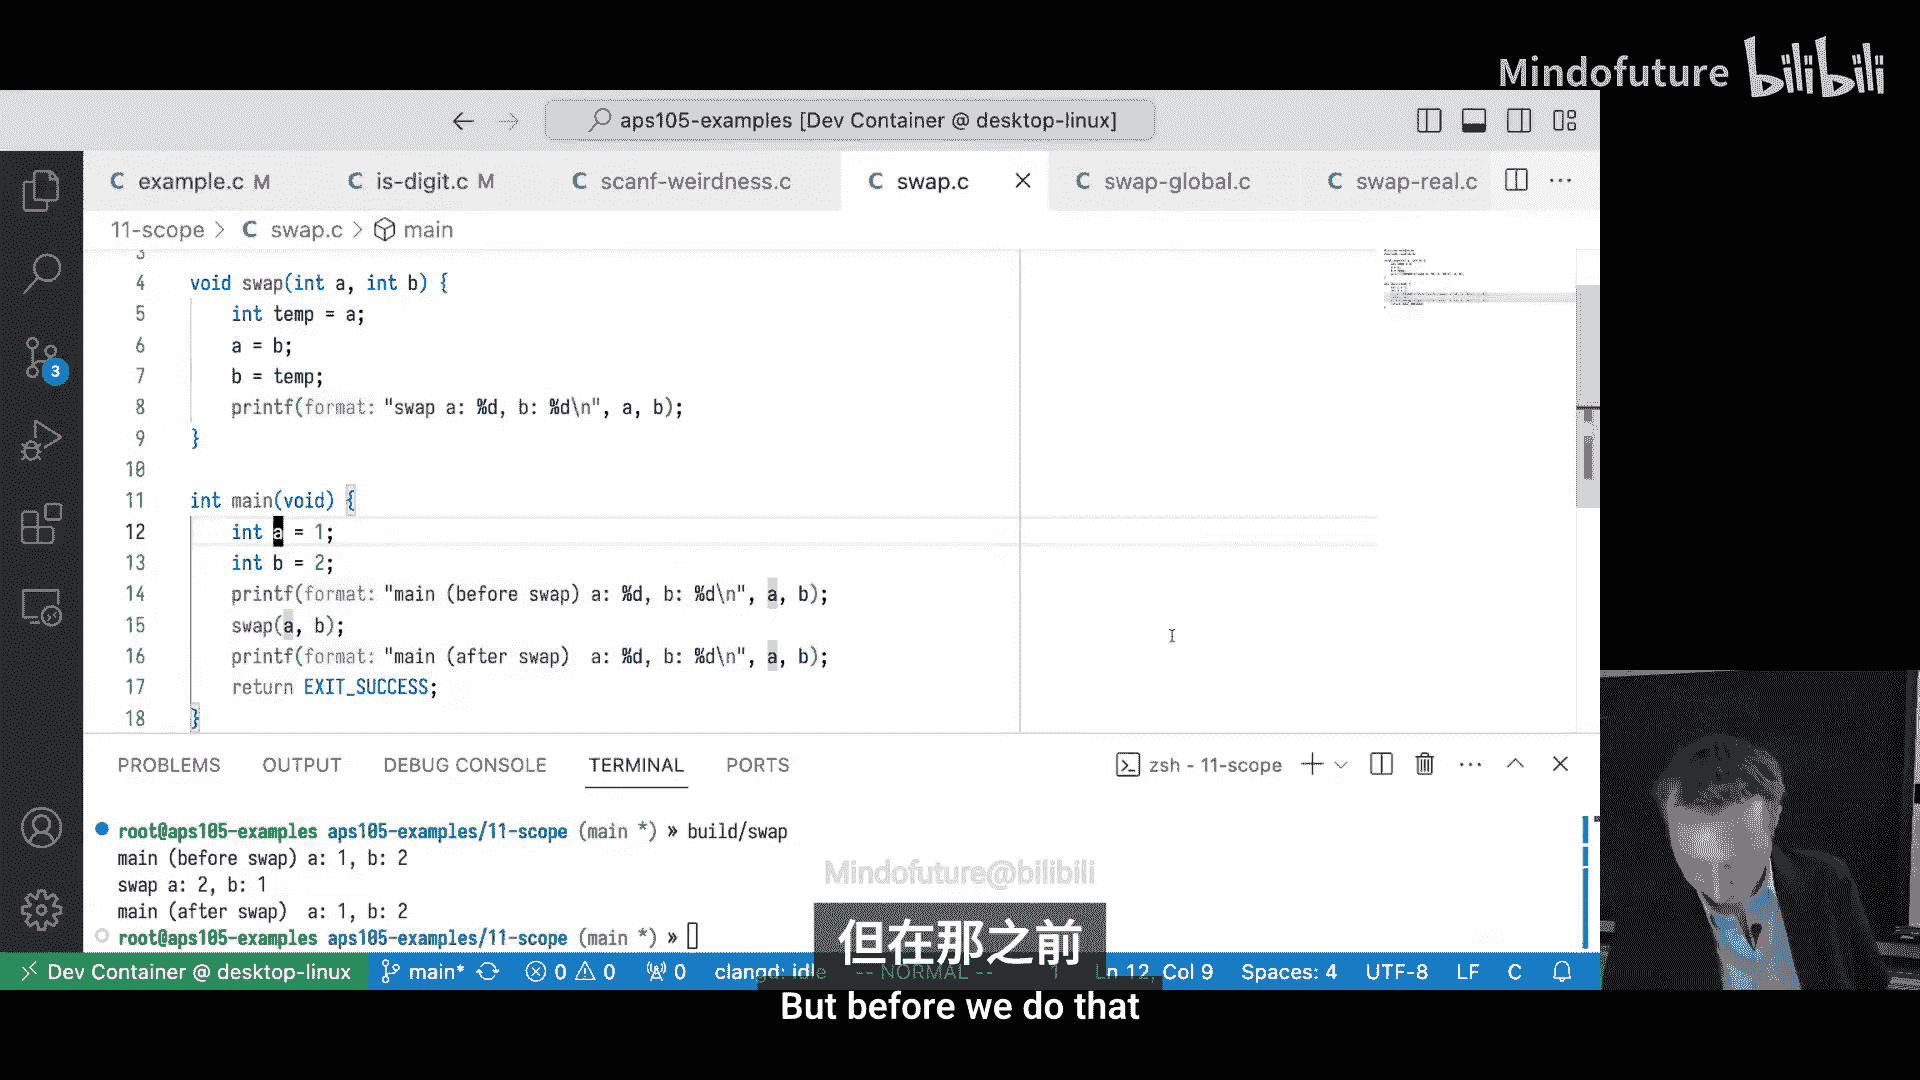 Mindofuture bilibili
aps105-examples [Dev Container @ desktop-linux]
C example.c M C is-digit.c M C scanf-weirdness.c C swap.c C swap-global.c C swap-real.c ···
11-scope > C swap.c > main
3
4 void swap(int a, int b) {
5 int temp = a;
6 a = b;
7 b = temp;
8 printf(format: "swap a: %d, b: %d\n", a, b);
9 }
10
11 int main(void) {
12 int a = 1;
13 int b = 2;
14 printf(format: "main (before swap) a: %d, b: %d\n", a, b);
15 swap(a, b);
16 printf(format: "main (after swap)  a: %d, b: %d\n", a, b);
17 return EXIT_SUCCESS;
18 }
3
PROBLEMS OUTPUT DEBUG CONSOLE TERMINAL PORTS zsh - 11-scope
root@aps105-examples aps105-examples/11-scope (main *) » build/swap
main (before swap) a: 1, b: 2
swap a: 2, b: 1
main (after swap)  a: 1, b: 2
root@aps105-examples aps105-examples/11-scope (main *) »
Mindofuture@bilibili
但在那之前
Dev Container @ desktop-linux main* 0 0 0 clangd: idle -- NORMAL -- Ln 12, Col 9 Spaces: 4 UTF-8 LF C
But before we do that